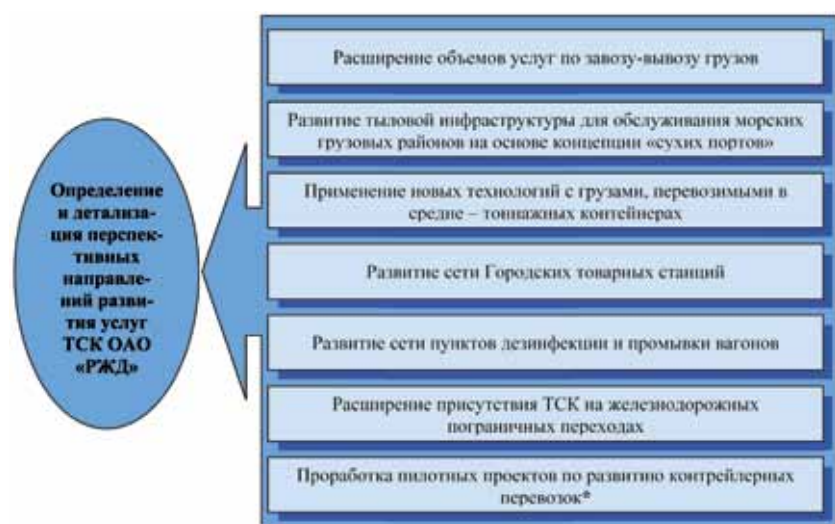 Определение
и детализа-
ция перспек-
тивных
направле-
ний разви-
тия услуг
ТСК ОАО
«РЖД»
Расширение объемов услуг по завозу-вывозу грузов
Развитие тыловой инфраструктуры для обслуживания морских
грузовых районов на основе концепции «сухих портов»
Применение новых технологий с грузами, перевозимыми в
средне – тоннажных контейнерах
Развитие сети Городских товарных станций
Развитие сети пунктов дезинфекции и промывки вагонов
Расширение присутствия ТСК на железнодорожных
пограничных переходах
Проработка пилотных проектов по развитию контрейлерных
перевозок*